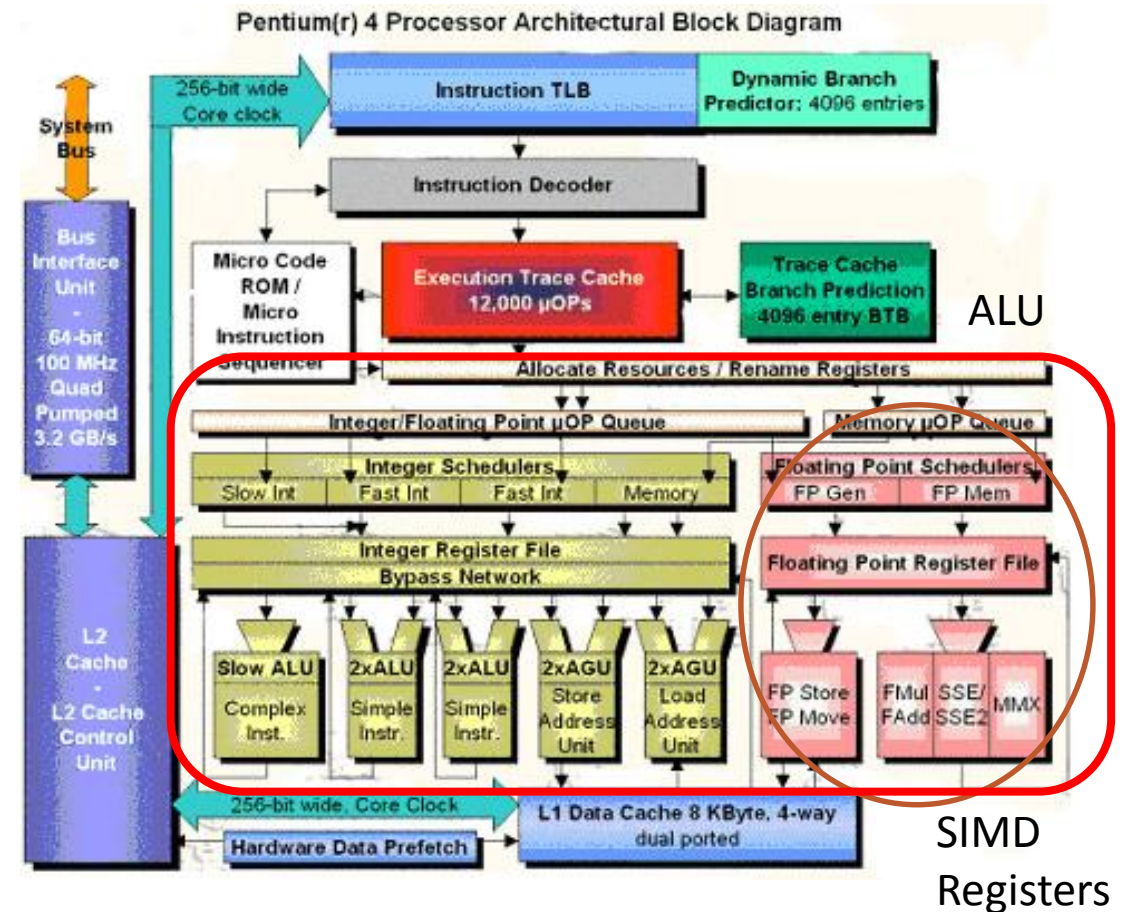 Pentium(r) 4 Processor Architectural Block Diagram
256-bit wide
Core clock
Instruction TLB
Dynamic Branch
Predictor: 4096 entries
System
Bus
Instruction Decoder
Bus
Interface
Unit
-
64-bit
100 MHz
Quad
Pumped
3.2 GB/s
Micro Code
ROM /
Micro
Instruction
Sequencer
Execution Trace Cache
12,000 µOPs
Trace Cache
Branch Prediction
4096 entry BTB
ALU
Allocate Resources / Rename Registers
Integer/Floating Point µOP Queue
Memory µOP Queue
Integer Schedulers
Slow Int
Fast Int
Fast Int
Memory
Floating Point Schedulers
FP Gen
FP Mem
Integer Register File
Bypass Network
Floating Point Register File
L2
Cache
-
L2 Cache
Control
Unit
Slow ALU
Complex
Inst.
2xALU
Simple
Instr.
2xALU
Simple
Instr.
2xAGU
Store
Address
Unit
2xAGU
Load
Address
Unit
FP Store
FP Move
FMul
FAdd
SSE/
SSE2
MMX
256-bit wide, Core Clock
L1 Data Cache 8 KByte, 4-way
dual ported
Hardware Data Prefetch
SIMD
Registers